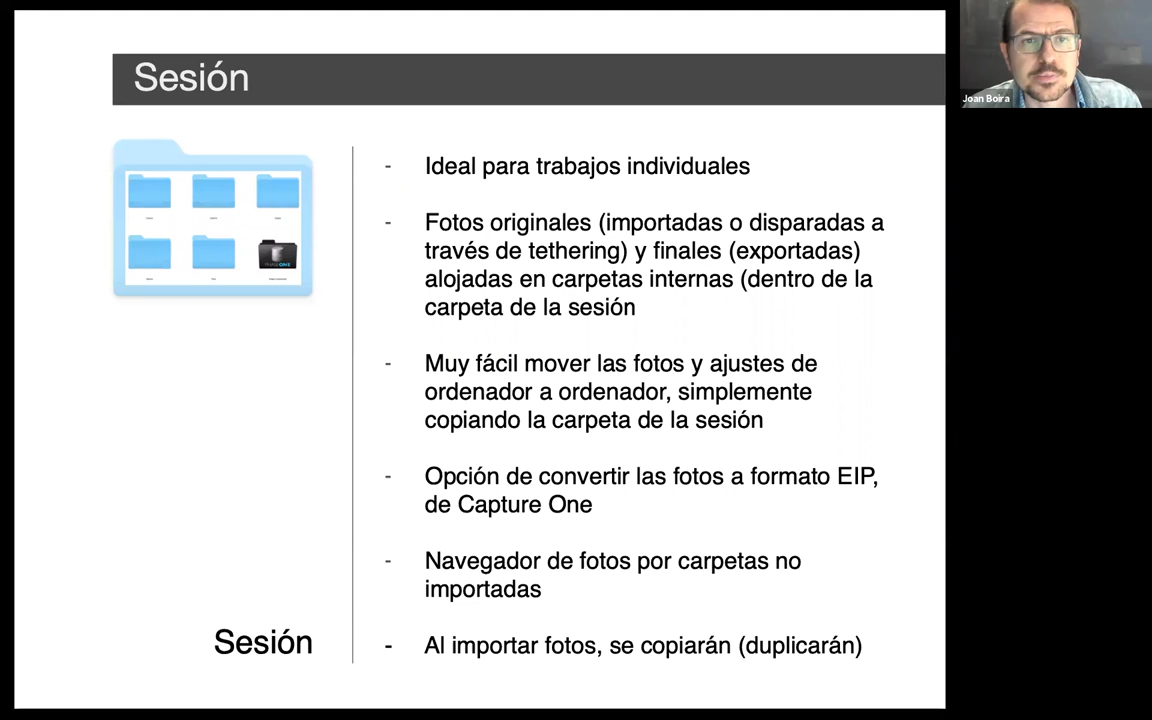 Sesión
Joan Boira
- Ideal para trabajos individuales
- Fotos originales (importadas o disparadas a
través de tethering) y finales (exportadas)
alojadas en carpetas internas (dentro de la
carpeta de la sesión
- Muy fácil mover las fotos y ajustes de
ordenador a ordenador, simplemente
copiando la carpeta de la sesión
- Opción de convertir las fotos a formato EIP,
de Capture One
- Navegador de fotos por carpetas no
importadas
- Al importar fotos, se copiarán (duplicarán)
Sesión